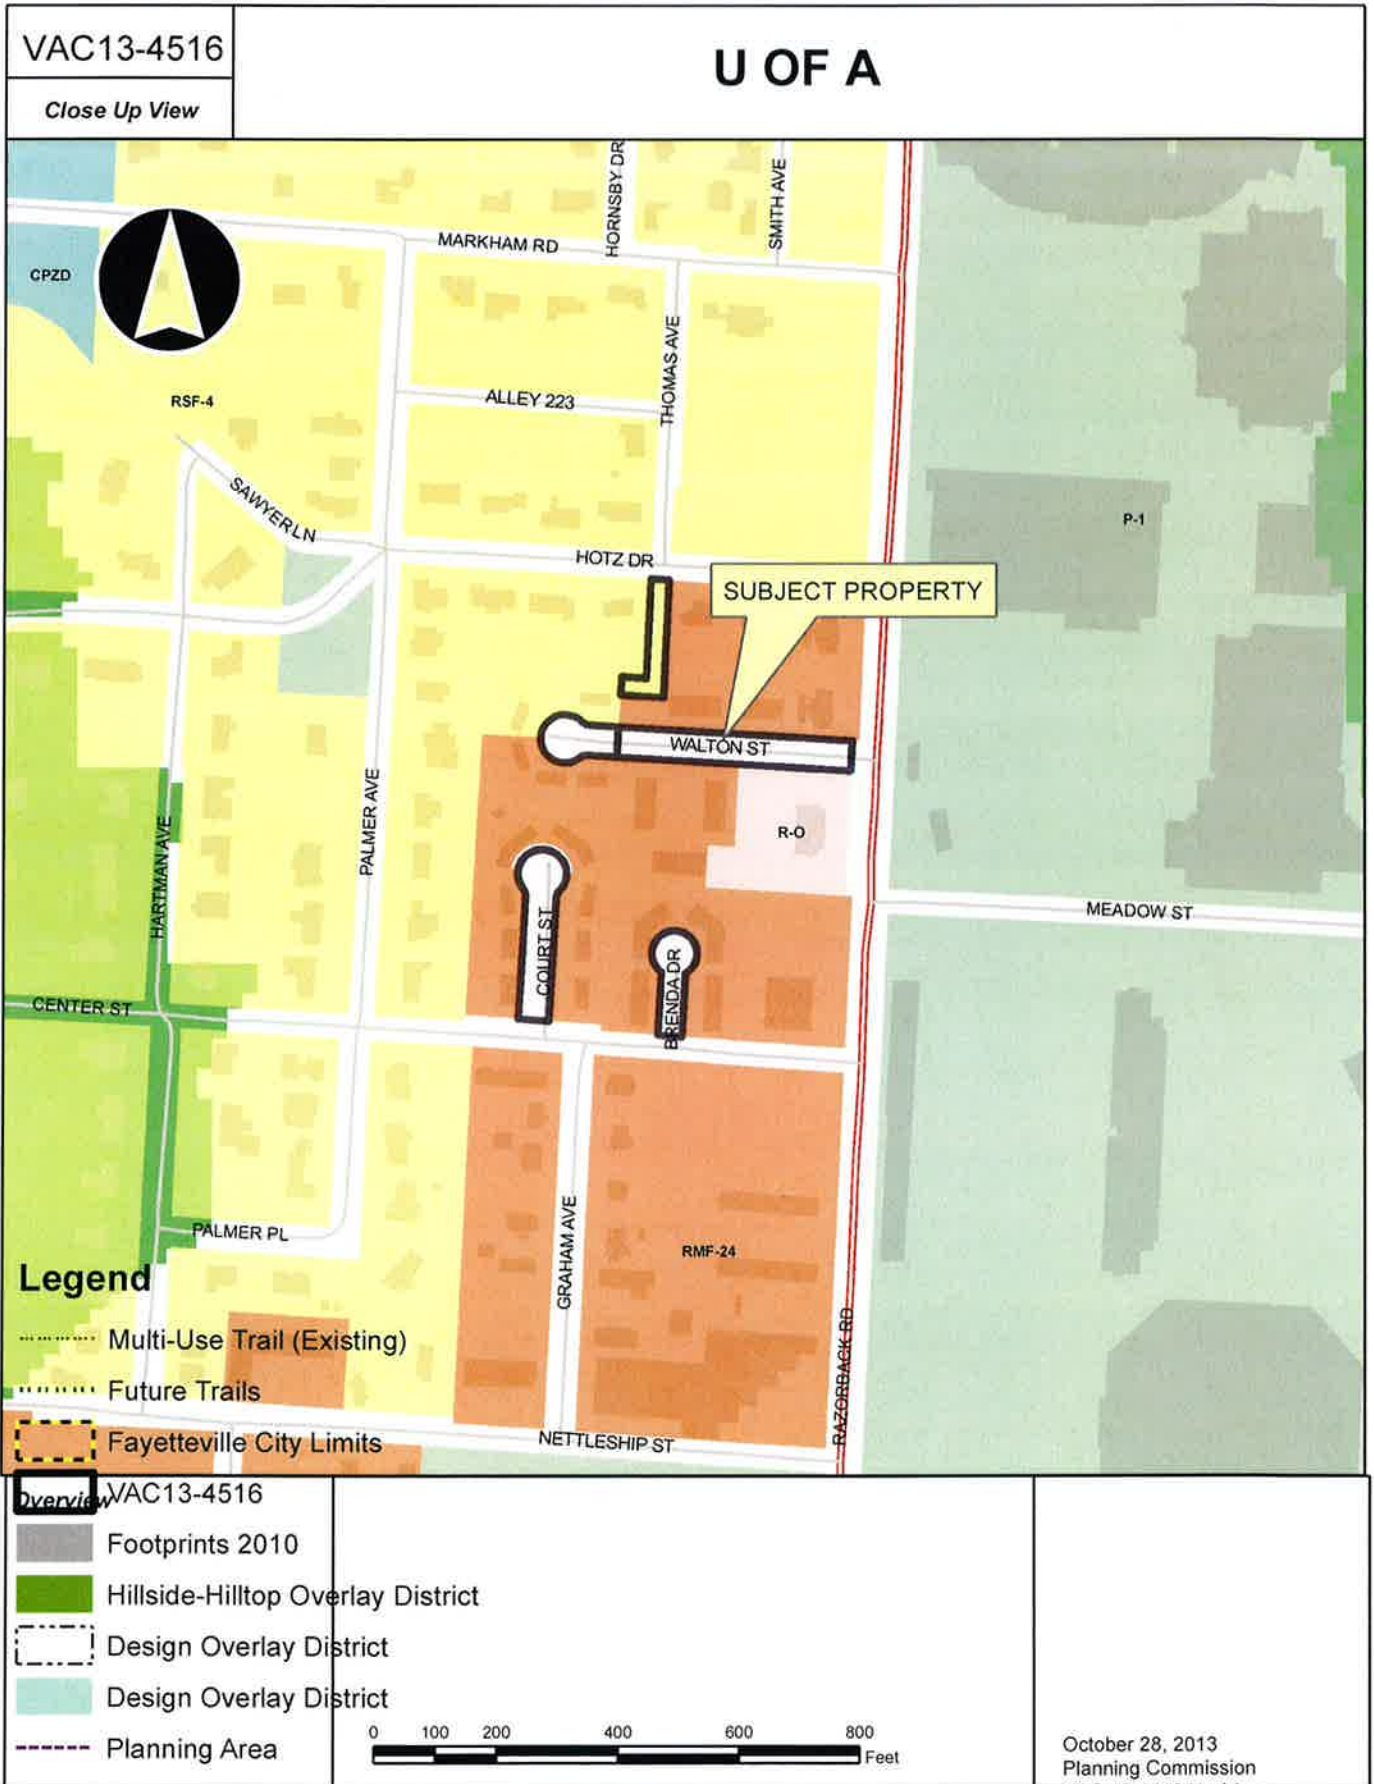 VAC13-4516
Close Up View
U OF A
HORNSBY DR
SMITH AVE
MARKHAM RD
CPZD
THOMAS AVE
RSF-4
ALLEY 223
SAWYER LN
P-1
HOTZ DR
SUBJECT PROPERTY
WALTON ST
PALMER AVE
R-O
HARTMAN AVE
MEADOW ST
COURT ST
BRENDA DR
CENTER ST
PALMER PL
GRAHAM AVE
RMF-24
RAZORBACK RD
NETTLESHIP ST
Legend
Multi-Use Trail (Existing)
Future Trails
Fayetteville City Limits
Overview
VAC13-4516
Footprints 2010
Hillside-Hilltop Overlay District
Design Overlay District
Design Overlay District
Planning Area
0 100 200 400 600 800
Feet
October 28, 2013
Planning Commission